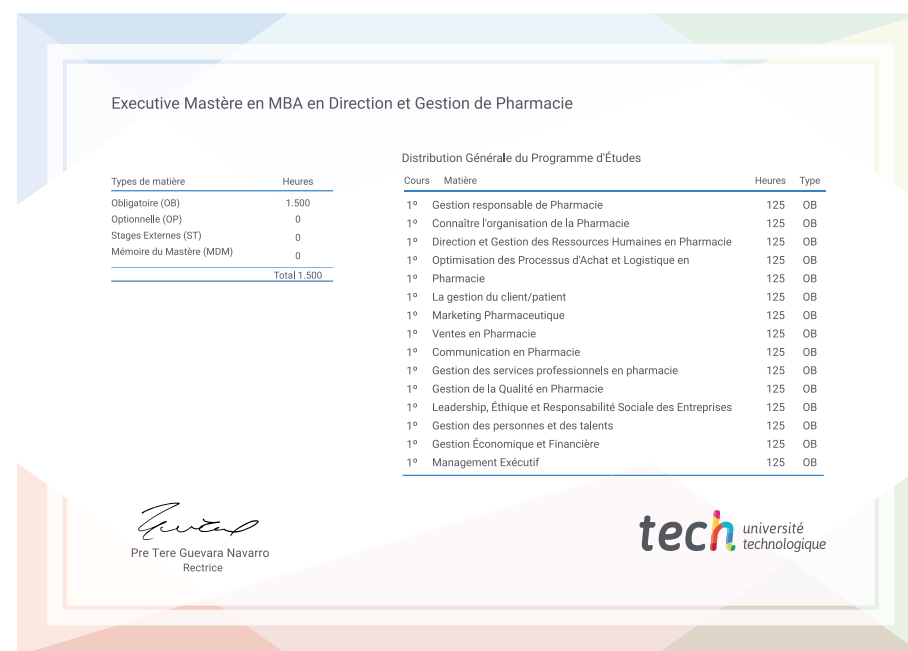 Executive Mastère en MBA en Direction et Gestion de Pharmacie
Types de matière Heures
Obligatoire (OB) 1.500
Optionnelle (OP) 0
Stages Externes (ST) 0
Mémoire du Mastère (MDM) 0
Total 1.500
Distribution Générale du Programme d'Études
Cours Matière Heures Type
1º Gestion responsable de Pharmacie 125 OB
1º Connaître l'organisation de la Pharmacie 125 OB
1º Direction et Gestion des Ressources Humaines en Pharmacie 125 OB
1º Optimisation des Processus d'Achat et Logistique en 125 OB
1º Pharmacie 125 OB
1º La gestion du client/patient 125 OB
1º Marketing Pharmaceutique 125 OB
1º Ventes en Pharmacie 125 OB
1º Communication en Pharmacie 125 OB
1º Gestion des services professionnels en pharmacie 125 OB
1º Gestion de la Qualité en Pharmacie 125 OB
1º Leadership, Éthique et Responsabilité Sociale des Entreprises 125 OB
1º Gestion des personnes et des talents 125 OB
1º Gestion Économique et Financière 125 OB
1º Management Exécutif 125 OB
Pre Tere Guevara Navarro
Rectrice
tech université
technologique